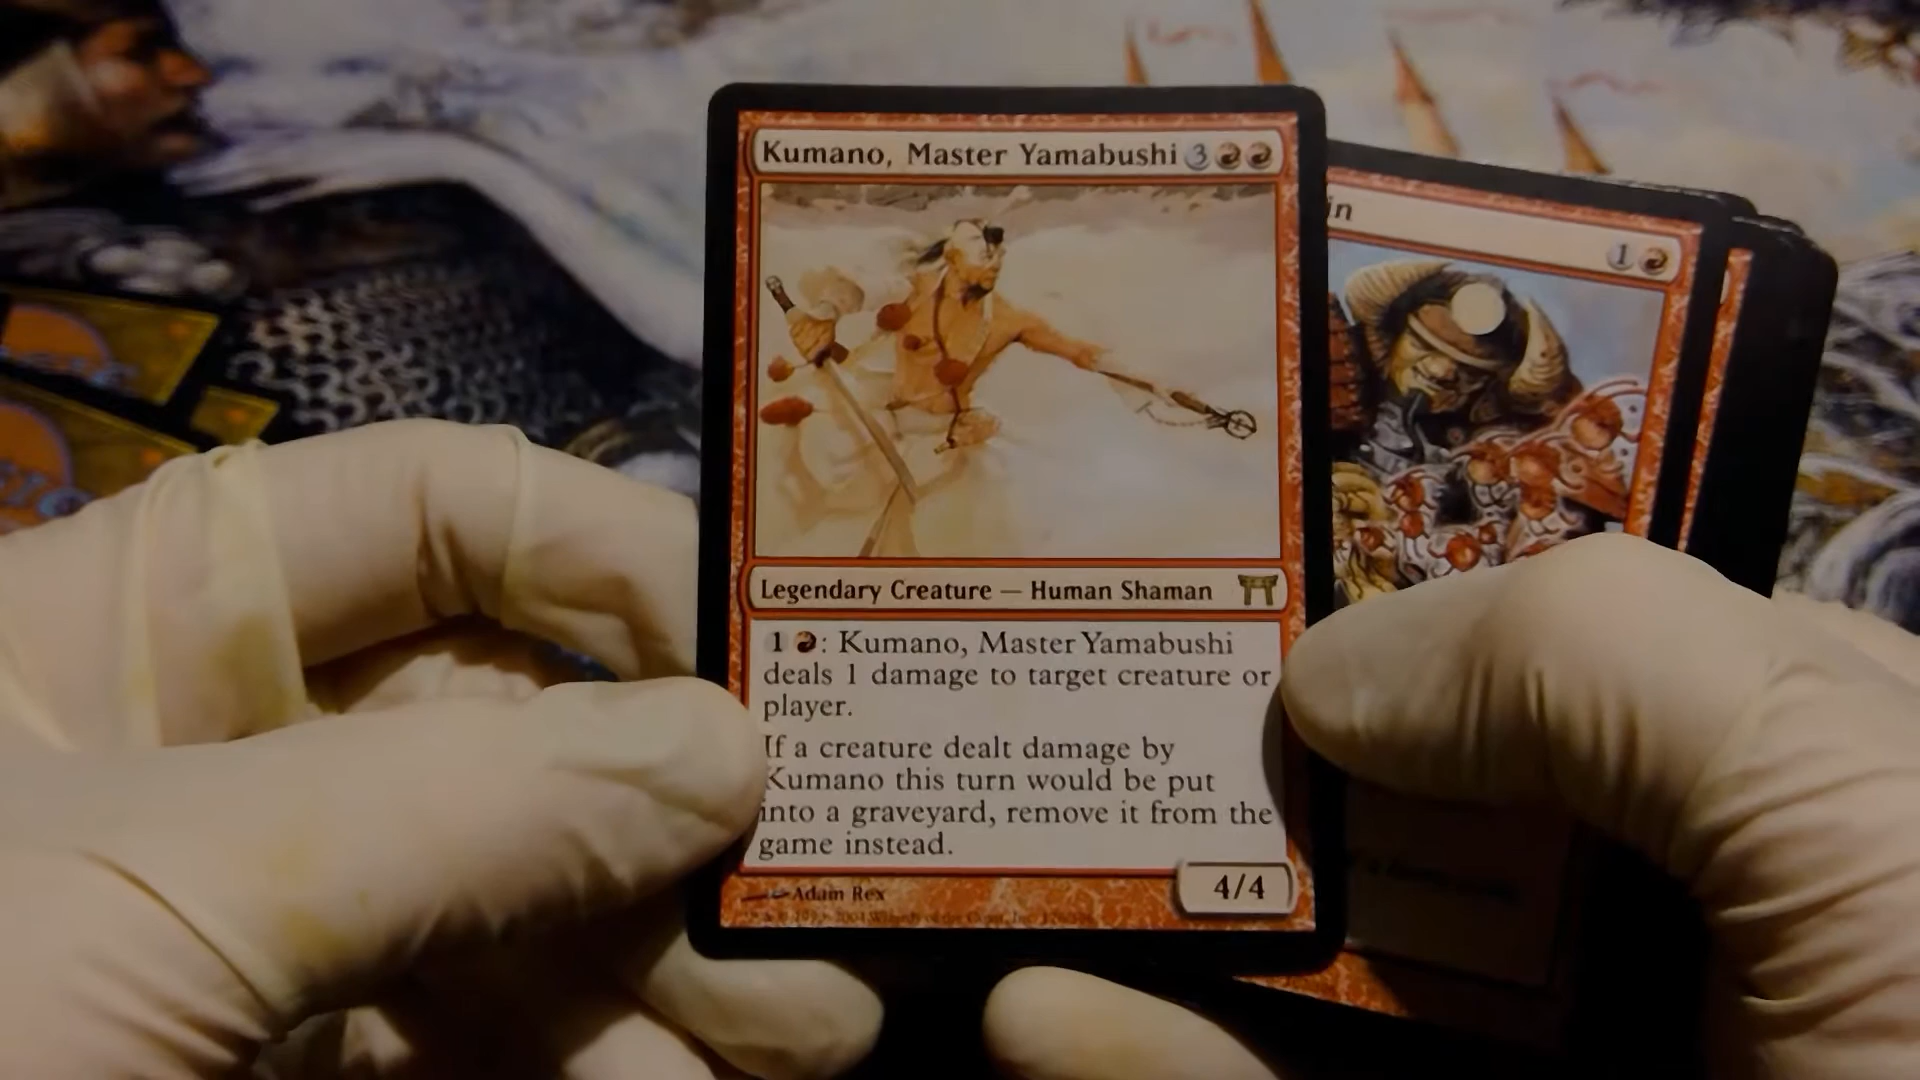 Kumano, Master Yamabushi 3
in
1
Legendary Creature — Human Shaman
1 : Kumano, Master Yamabushi
deals 1 damage to target creature or
player.
If a creature dealt damage by
Kumano this turn would be put
into a graveyard, remove it from the
game instead.
4/4
Adam Rex